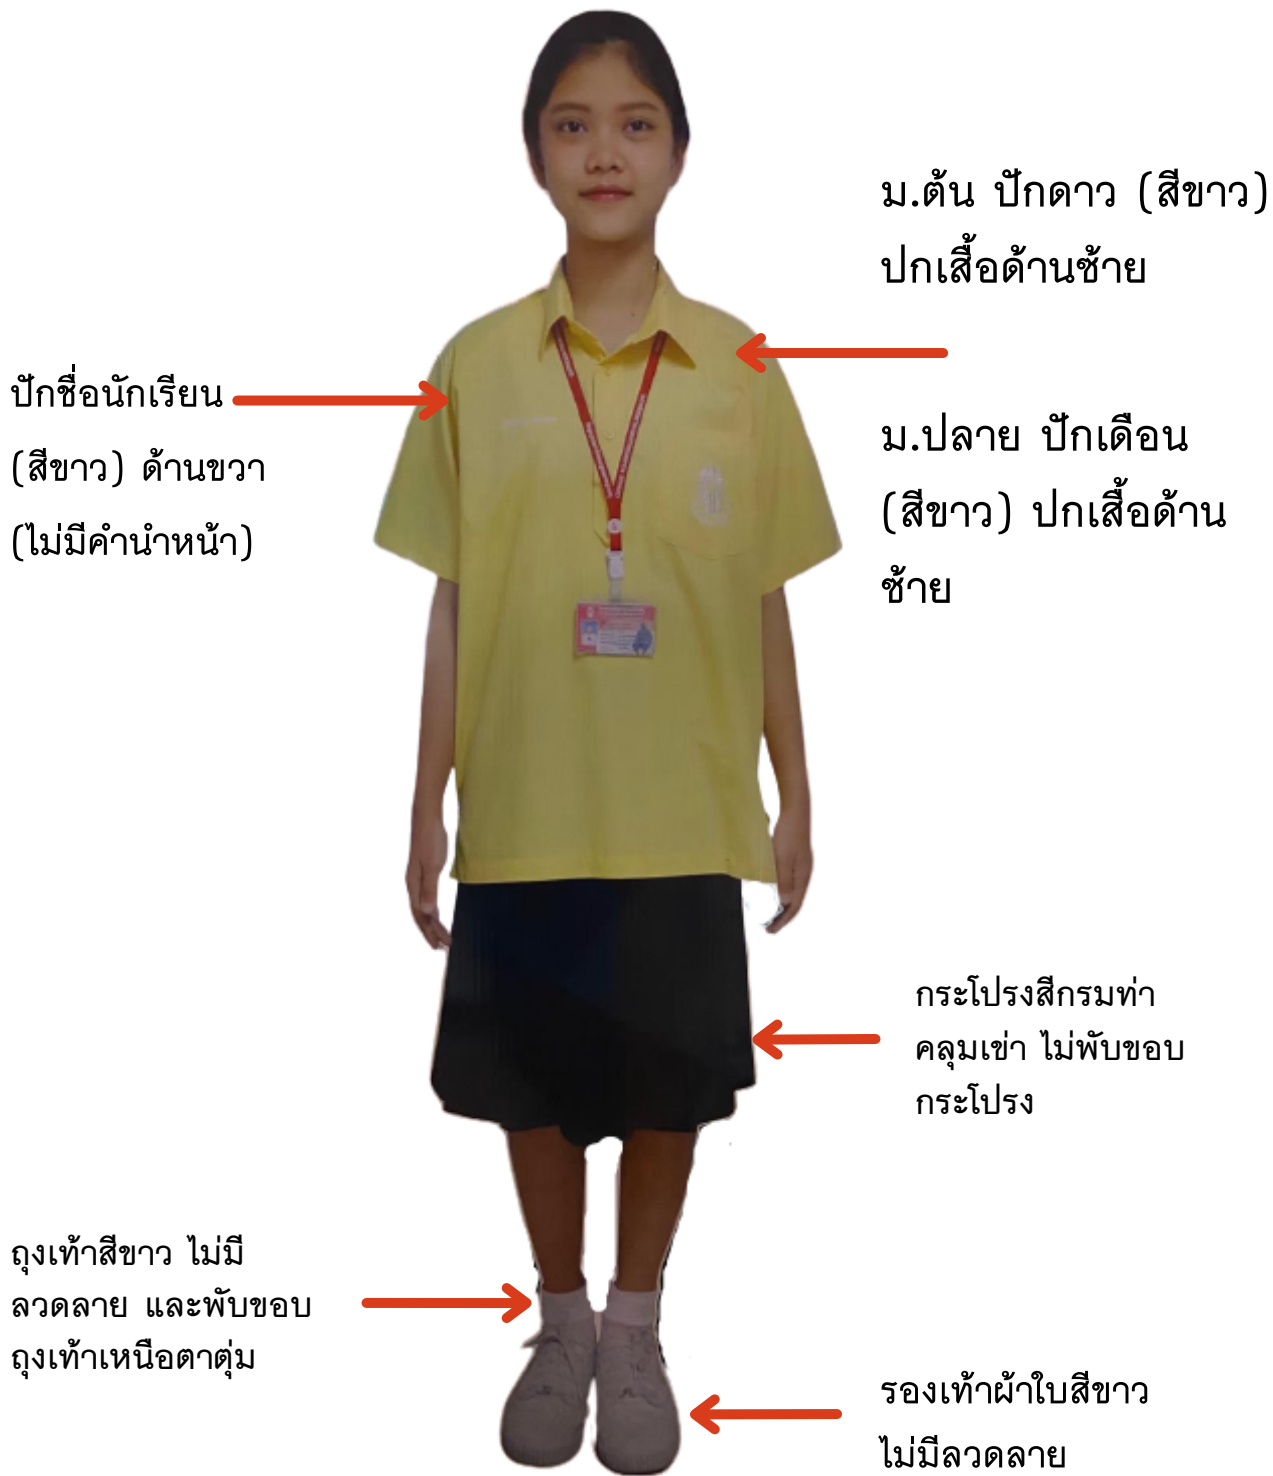 ม.ต้น ปักดาว (สีขาว)
ปกเสื้อด้านซ้าย
ปักชื่อนักเรียน
(สีขาว) ด้านขวา
(ไม่มีคำนำหน้า)
ม.ปลาย ปักเดือน
(สีขาว) ปกเสื้อด้าน
ซ้าย
กระโปรงสีกรมท่า
คลุมเข่า ไม่พับขอบ
กระโปรง
ถุงเท้าสีขาว ไม่มี
ลวดลาย และพับขอบ
ถุงเท้าเหนือตาตุ่ม
รองเท้าผ้าใบสีขาว
ไม่มีลวดลาย